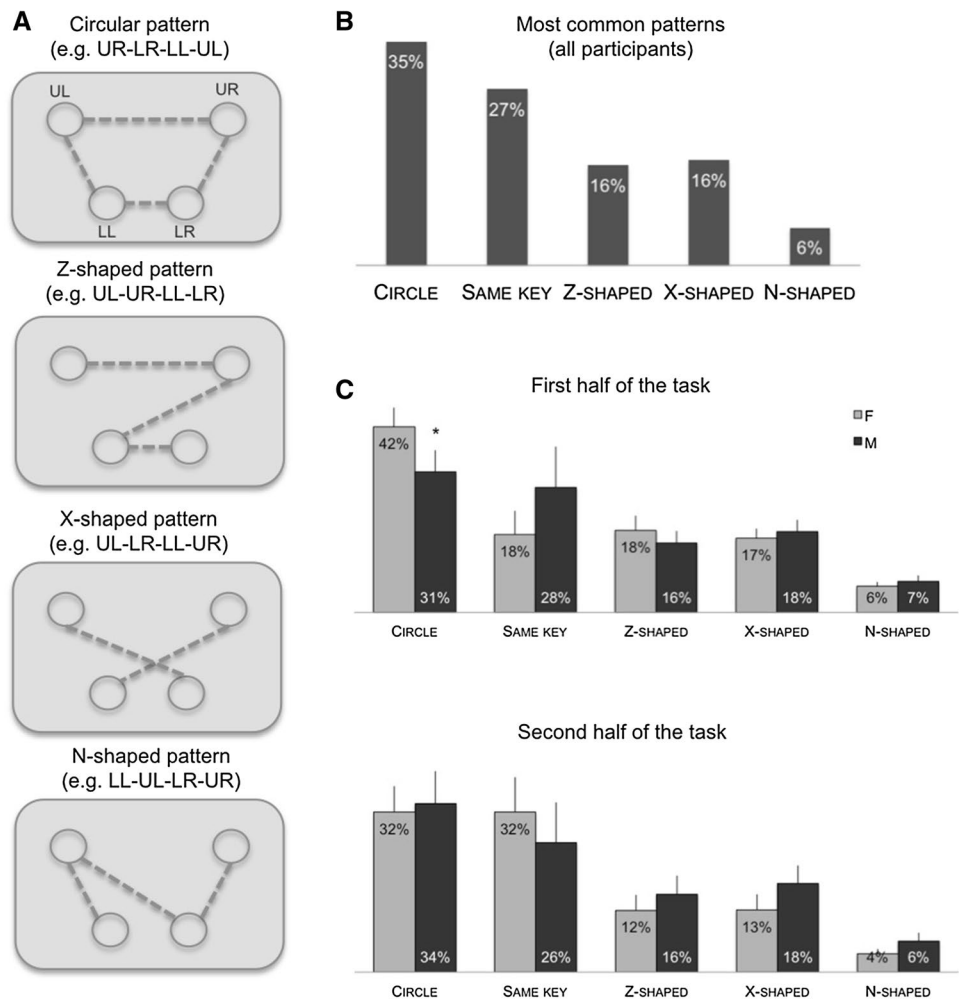 A
Circular pattern
(e.g. UR-LR-LL-UL)
UL
UR
LL
LR
Z-shaped pattern
(e.g. UL-UR-LL-LR)
X-shaped pattern
(e.g. UL-LR-LL-UR)
N-shaped pattern
(e.g. LL-UL-LR-UR)
B
Most common patterns
(all participants)
35%
27%
16%
16%
6%
CIRCLE SAME KEY Z-SHAPED X-SHAPED N-SHAPED
C
First half of the task
F
M
*
42%
31%
18%
28%
18%
16%
17%
18%
6%
7%
CIRCLE SAME KEY Z-SHAPED X-SHAPED N-SHAPED
Second half of the task
32%
34%
32%
26%
12%
16%
13%
18%
4%
6%
CIRCLE SAME KEY Z-SHAPED X-SHAPED N-SHAPED